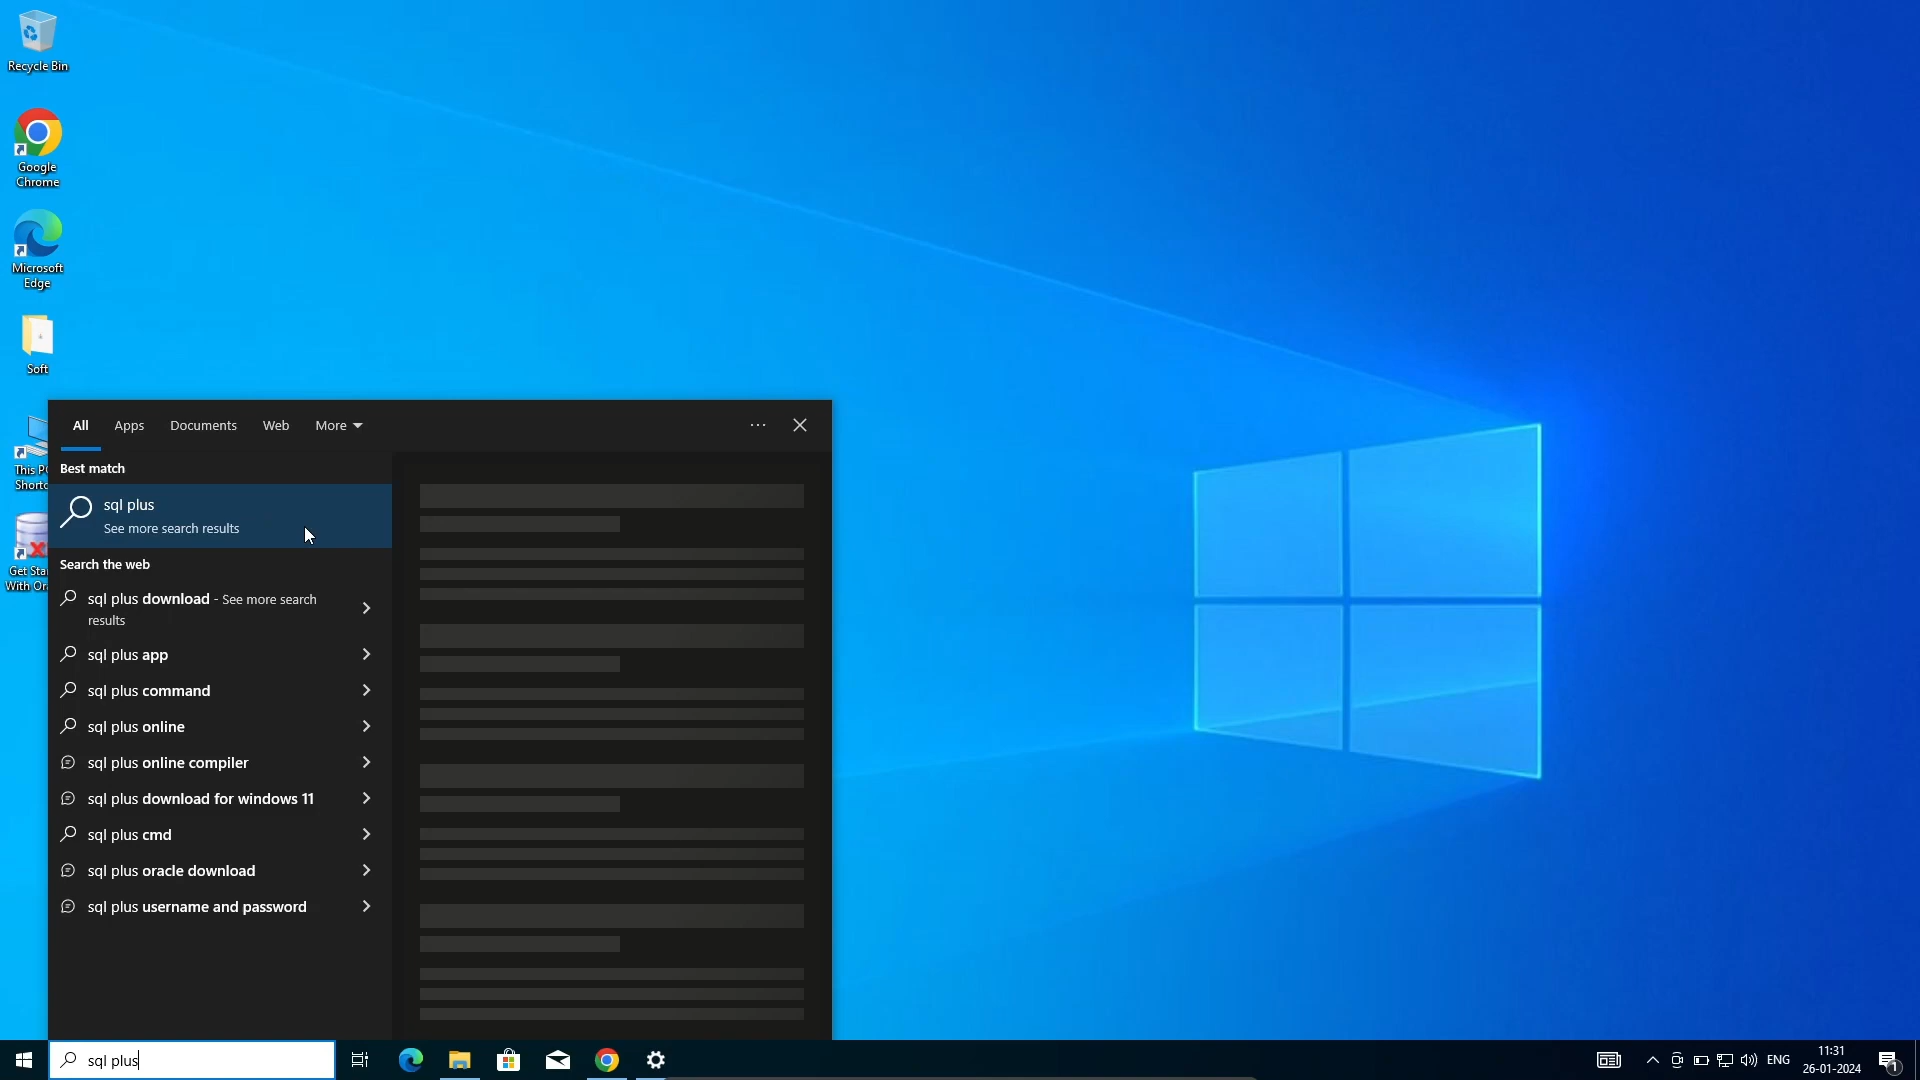 Recycle Bin
Google
Chrome
Microsoft
Edge
Soft
This P
Shortc
Get Star
With Ora
All
Apps
Documents
Web
More
Best match
sql plus
See more search results
Search the web
sql plus download - See more search
results
sql plus app
sql plus command
sql plus online
sql plus online compiler
sql plus download for windows 11
sql plus cmd
sql plus oracle download
sql plus username and password
sql plus
ENG
11:31
26-01-2024
1